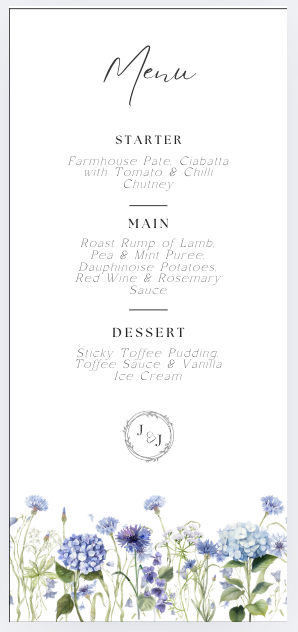 Menu
STARTER
Farmhouse Pate, Ciabatta
with Tomato & Chilli
Chutney
MAIN
Roast Rump of Lamb,
Pea & Mint Puree,
Dauphinoise Potatoes,
Red Wine & Rosemary
Sauce
DESSERT
Sticky Toffee Pudding,
Toffee Sauce & Vanilla
Ice Cream
J & J